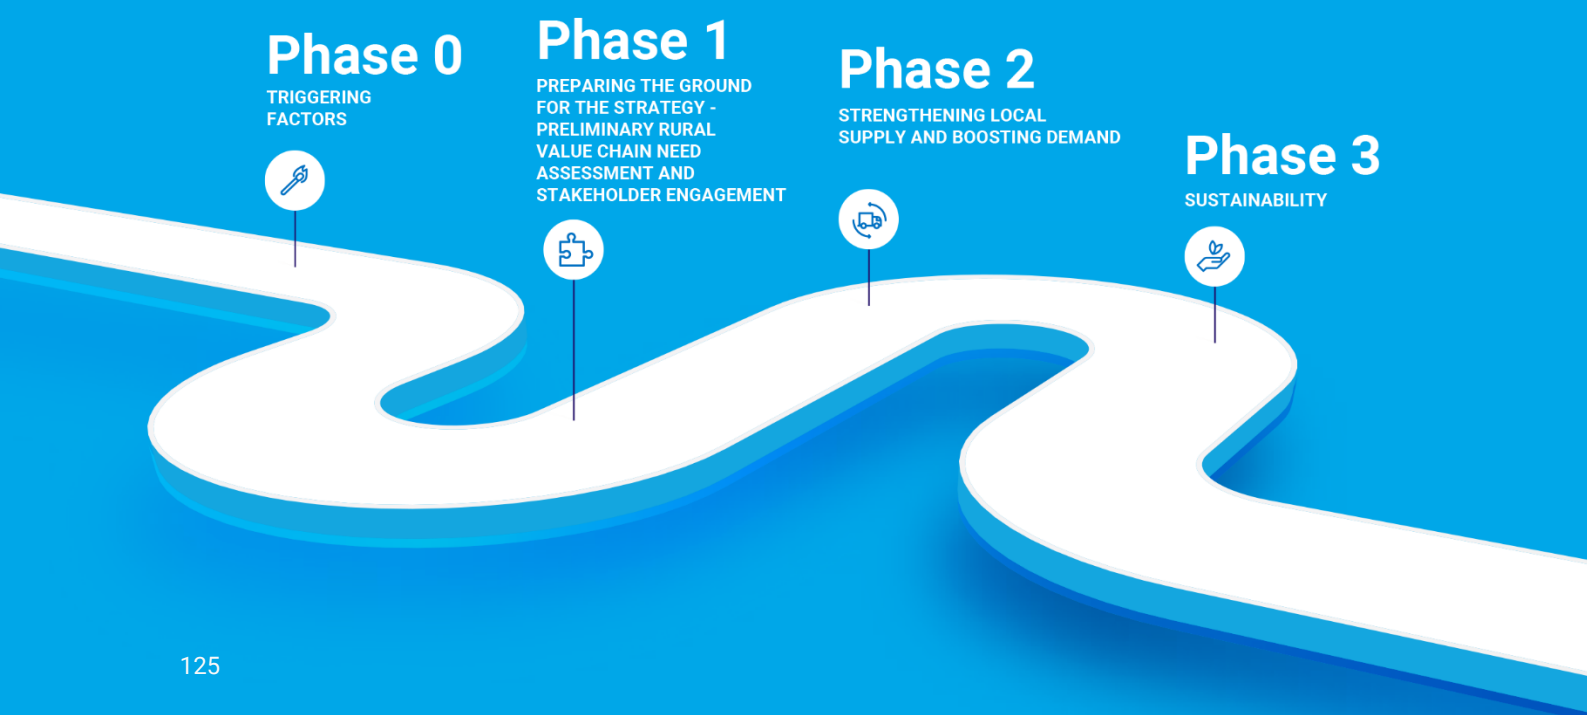 Phase 0
TRIGGERING
FACTORS
Phase 1
PREPARING THE GROUND
FOR THE STRATEGY -
PRELIMINARY RURAL
VALUE CHAIN NEED
ASSESSMENT AND
STAKEHOLDER ENGAGEMENT
Phase 2
STRENGTHENING LOCAL
SUPPLY AND BOOSTING DEMAND
Phase 3
SUSTAINABILITY
125